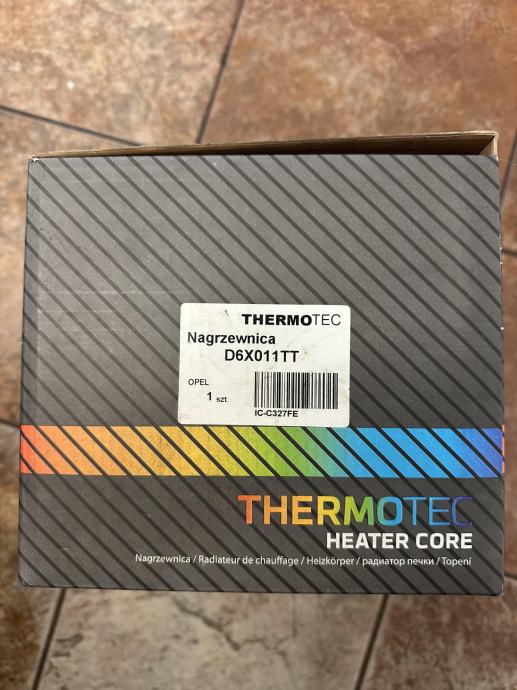 THERMOTEC
Nagrzewnica
D6X011TT
OPEL
1 szt.
IC-C327FE
THERMOTEC
HEATER CORE
Nagrzewnica / Radiateur de chauffage / Heizkörper / радиатор печки / Topení